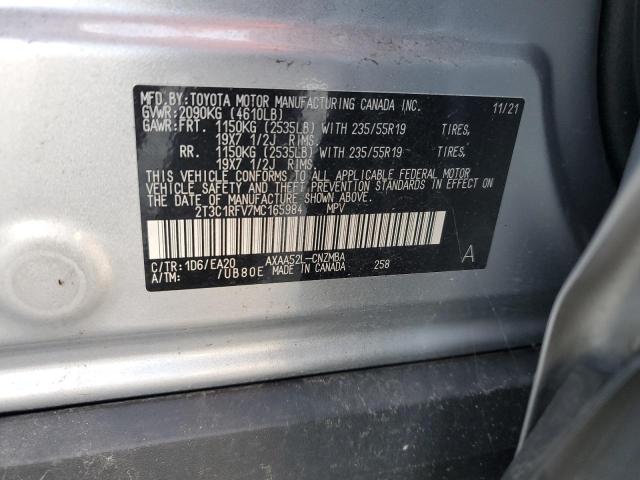 MFD.BY:TOYOTA MOTOR MANUFACTURING CANADA INC. 11/21
GVWR:2090KG (4610LB)
GAWR:FRT. 1150KG (2535LB) WITH 235/55R19 TIRES,
19X7 1/2J RIMS.
RR. 1150KG (2535LB) WITH 235/55R19 TIRES,
19X7 1/2J RIMS.
THIS VEHICLE CONFORMS TO ALL APPLICABLE FEDERAL MOTOR
VEHICLE SAFETY AND THEFT PREVENTION STANDARDS IN EFFECT
ON THE DATE OF MANUFACTURE SHOWN ABOVE.
2T3C1RFV7MC165984 MPV
C/TR:1D6/EA20 AXAA52L-CNZMBA A
A/TM: /UB80E MADE IN CANADA 258